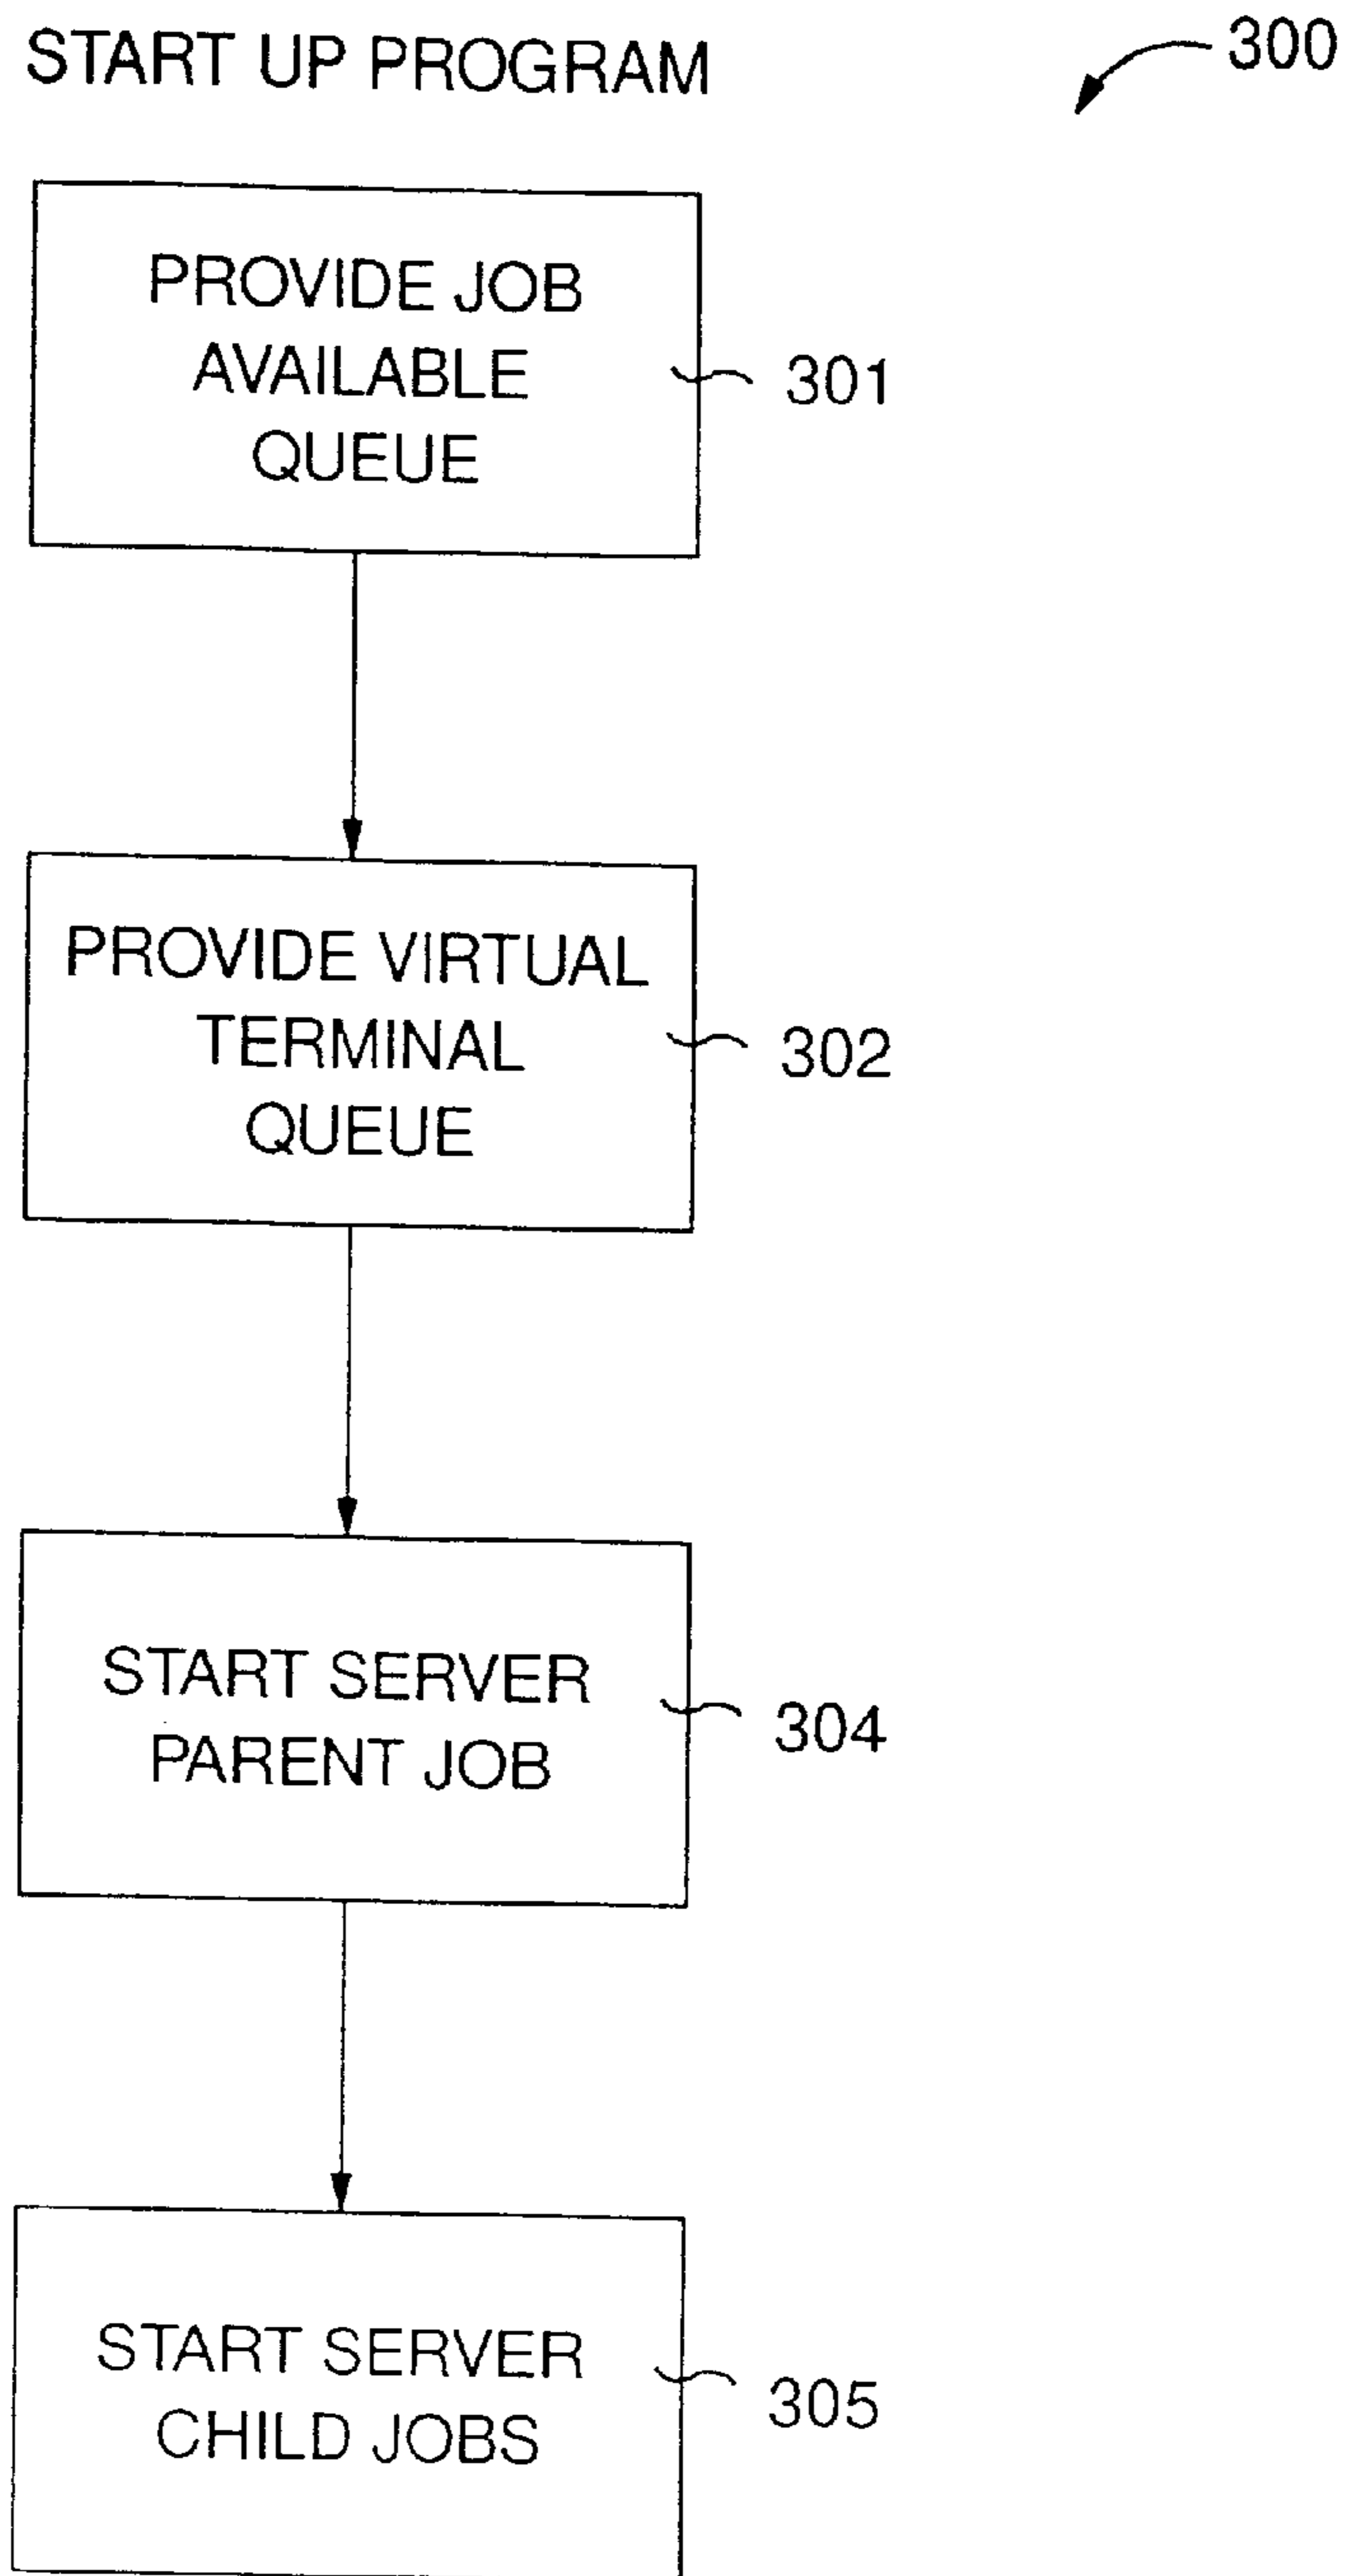 START UP PROGRAM
300
PROVIDE JOB
AVAILABLE
QUEUE
301
PROVIDE VIRTUAL
TERMINAL
QUEUE
302
START SERVER
PARENT JOB
304
START SERVER
CHILD JOBS
305